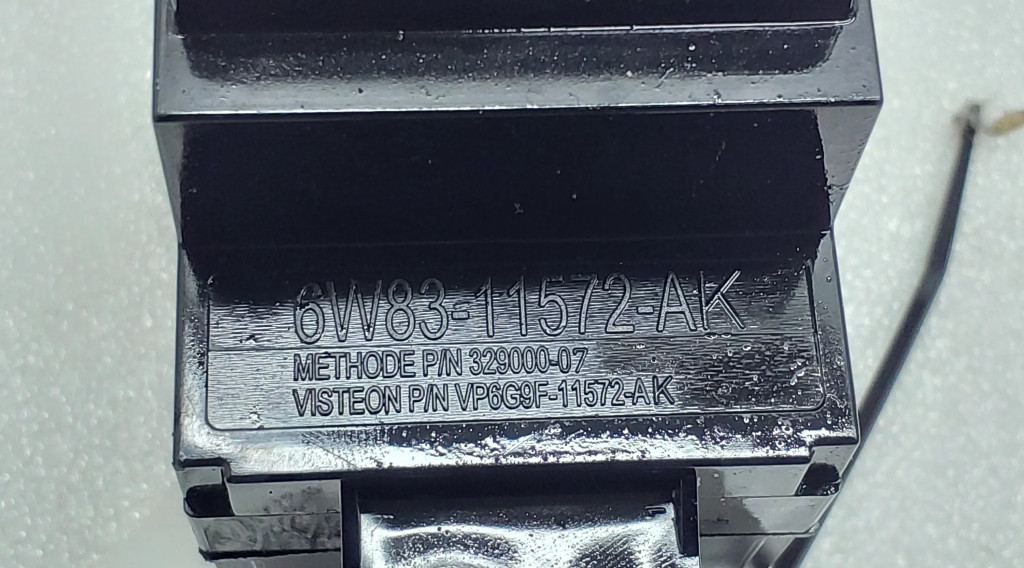 6W83-11572-AK
METHODE P/N 329000-07
VISTEON P/N VP6G9F-11572-AK